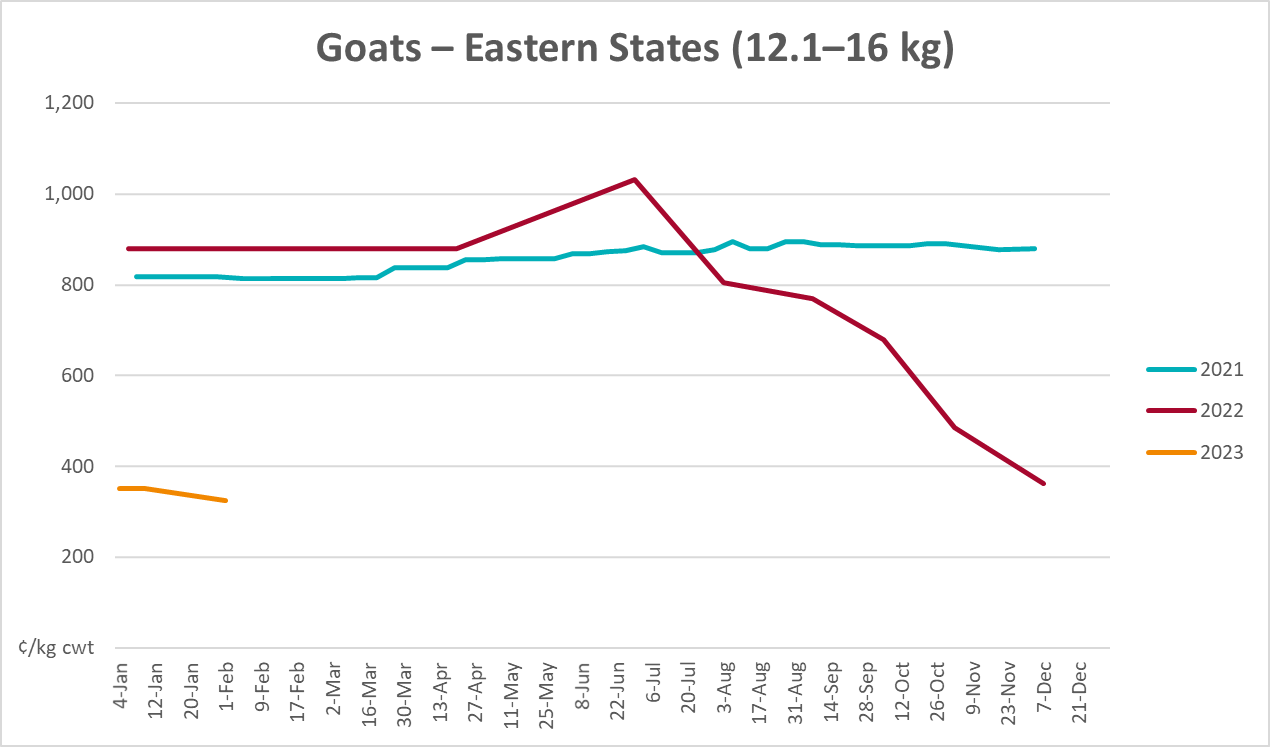 Goats – Eastern States (12.1–16 kg)
1,200
1,000
800
600
400
200
¢/kg cwt
4-Jan
12-Jan
20-Jan
1-Feb
9-Feb
17-Feb
2-Mar
16-Mar
30-Mar
13-Apr
27-Apr
11-May
25-May
8-Jun
22-Jun
6-Jul
20-Jul
3-Aug
17-Aug
31-Aug
14-Sep
28-Sep
12-Oct
26-Oct
9-Nov
23-Nov
7-Dec
21-Dec
2021
2022
2023